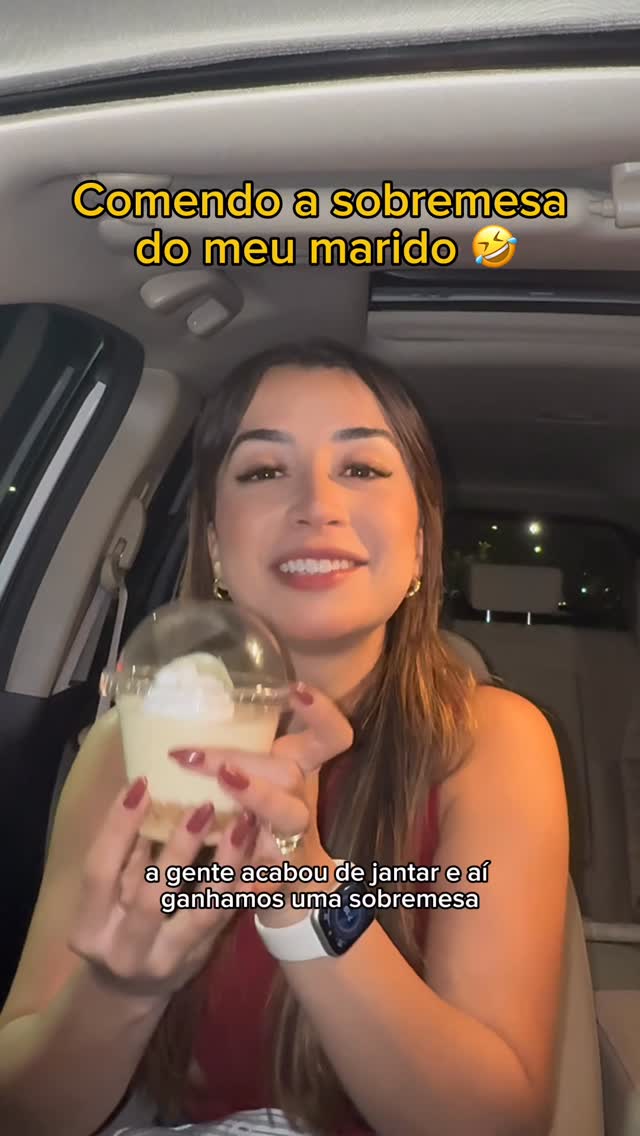 Comendo a sobremesa
do meu marido 🤣
a gente acabou de jantar e aí
ganhamos uma sobremesa